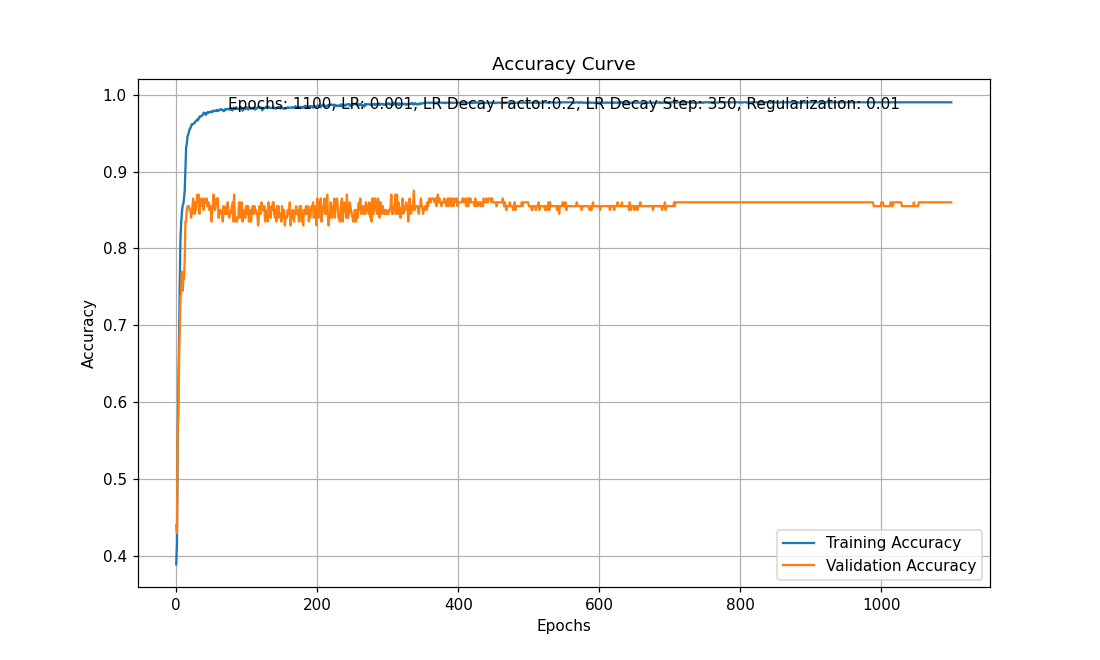 Accuracy Curve
Epochs: 1100, LR: 0.001, LR Decay Factor:0.2, LR Decay Step: 350, Regularization: 0.01
1.0
0.9
0.8
0.7
0.6
0.5
0.4
Accuracy
0 200 400 600 800 1000
Epochs
Training Accuracy
Validation Accuracy